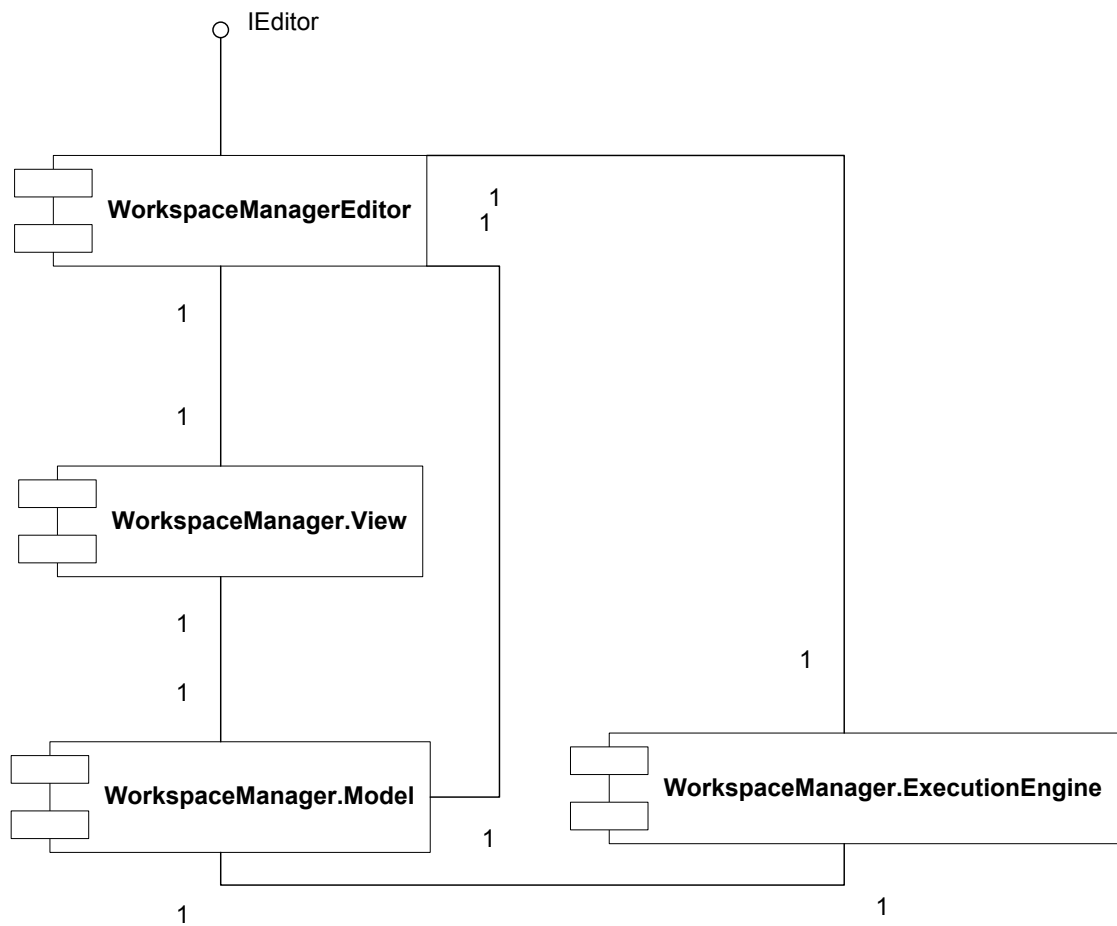 IEditor
1
WorkspaceManagerEditor
1
1
1
WorkspaceManager.View
1
1
1
WorkspaceManager.Model
WorkspaceManager.ExecutionEngine
1
1
1